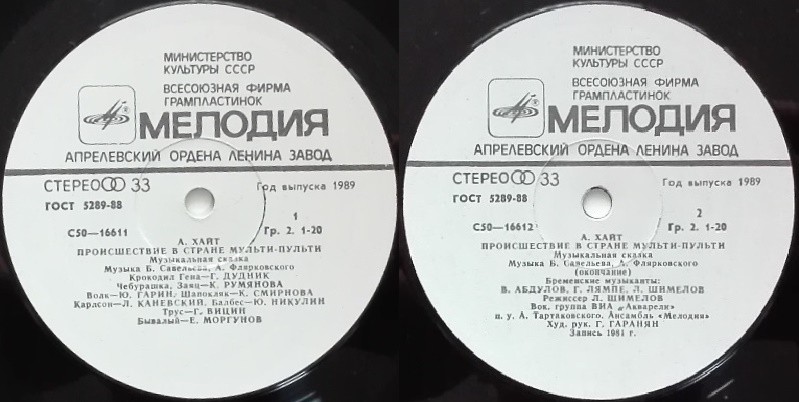 МИНИСТЕРСТВО
КУЛЬТУРЫ СССР
ВСЕСОЮЗНАЯ ФИРМА
ГРАМПЛАСТИНОК
МЕЛОДИЯ
АПРЕЛЕВСКИЙ ОРДЕНА ЛЕНИНА ЗАВОД
СТЕРЕО 33
Год выпуска 1989
ГОСТ 5289-88
1
С50—16611
Гр. 2. 1-20
А. ХАЙТ
ПРОИСШЕСТВИЕ В СТРАНЕ МУЛЬТИ-ПУЛЬТИ
Музыкальная сказка
Музыка Б. Савельева, А. Флярковского
Крокодил Гена—Г. ДУДНИК
Чебурашка, Заяц—К. РУМЯНОВА
Волк—Ю. ГАРИН, Шапокляк—К. СМИРНОВА
Карлсон—Л. КАНЕВСКИЙ, Балбес—Ю. НИКУЛИН
Трус—Г. ВИЦИН
Бывалый—Е. МОРГУНОВ
МИНИСТЕРСТВО
КУЛЬТУРЫ СССР
ВСЕСОЮЗНАЯ ФИРМА
ГРАМПЛАСТИНОК
МЕЛОДИЯ
АПРЕЛЕВСКИЙ ОРДЕНА ЛЕНИНА ЗАВОД
СТЕРЕО 33
Год выпуска 1989
ГОСТ 5289-88
2
С50—16612
Гр. 2. 1-20
А. ХАЙТ
ПРОИСШЕСТВИЕ В СТРАНЕ МУЛЬТИ-ПУЛЬТИ
Музыкальная сказка
Музыка Б. Савельева, А. Флярковского
(окончание)
Бременские музыканты:
В. АБДУЛОВ, Г. ЛЯМПЕ, Л. ШИМЕЛОВ
Режиссер Л. ШИМЕЛОВ
Вок. группа ВИА «Акварели»
п. у. А. Тартаковского, Ансамбль «Мелодия»
Худ. рук. Г. ГАРАНЯН
Запись 1981 г.